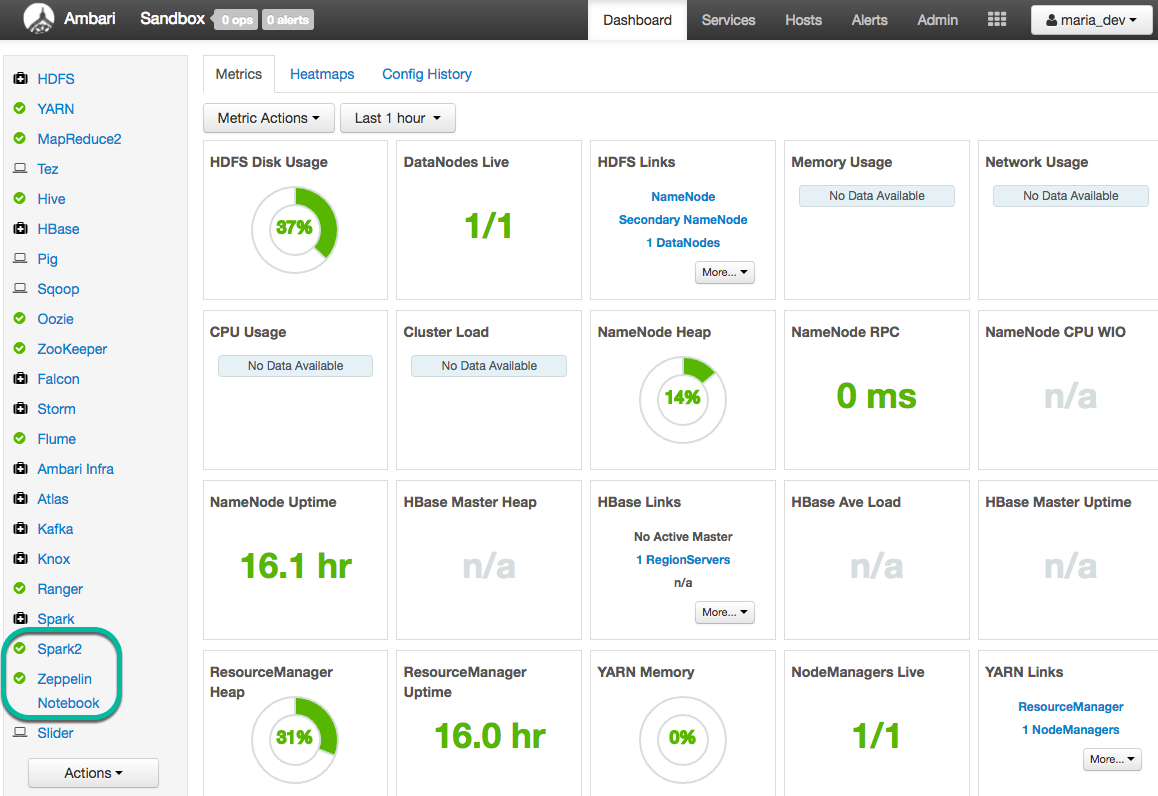 Ambari Sandbox 0 ops 0 alerts Dashboard Services Hosts Alerts Admin maria_dev
HDFS
YARN
MapReduce2
Tez
Hive
HBase
Pig
Sqoop
Oozie
ZooKeeper
Falcon
Storm
Flume
Ambari Infra
Atlas
Kafka
Knox
Ranger
Spark
Spark2
Zeppelin
Notebook
Slider
Actions
Metrics Heatmaps Config History
Metric Actions Last 1 hour
HDFS Disk Usage
37%
DataNodes Live
1/1
HDFS Links
NameNode
Secondary NameNode
1 DataNodes
More...
Memory Usage
No Data Available
Network Usage
No Data Available
CPU Usage
No Data Available
Cluster Load
No Data Available
NameNode Heap
14%
NameNode RPC
0 ms
NameNode CPU WIO
n/a
NameNode Uptime
16.1 hr
HBase Master Heap
n/a
HBase Links
No Active Master
1 RegionServers
n/a
More...
HBase Ave Load
n/a
HBase Master Uptime
n/a
ResourceManager
Heap
31%
ResourceManager
Uptime
16.0 hr
YARN Memory
0%
NodeManagers Live
1/1
YARN Links
ResourceManager
1 NodeManagers
More...